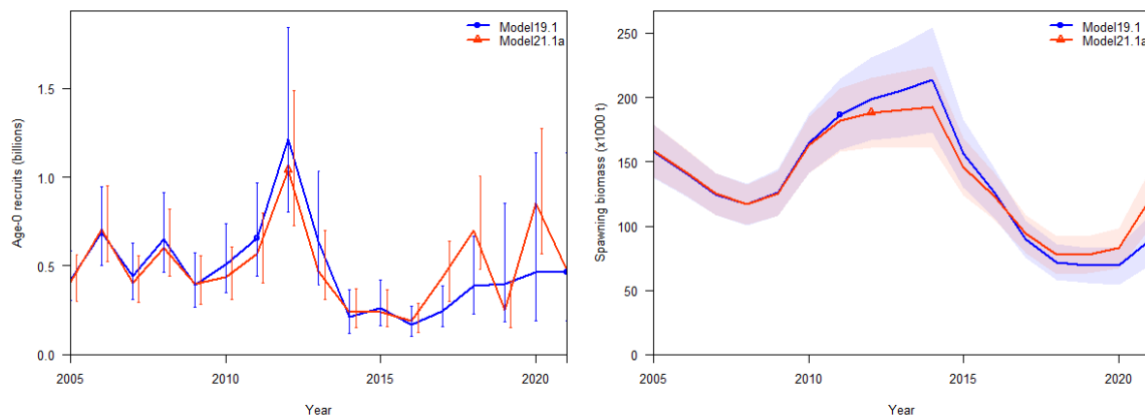 Model19.1
Model21.1a
Age-0 recruits (billions)
1.5
1.0
0.5
0.0
2005
2010
2015
2020
Year
Model19.1
Model21.1a
Spawning biomass (x1000 t)
250
200
150
100
50
0
2005
2010
2015
2020
Year